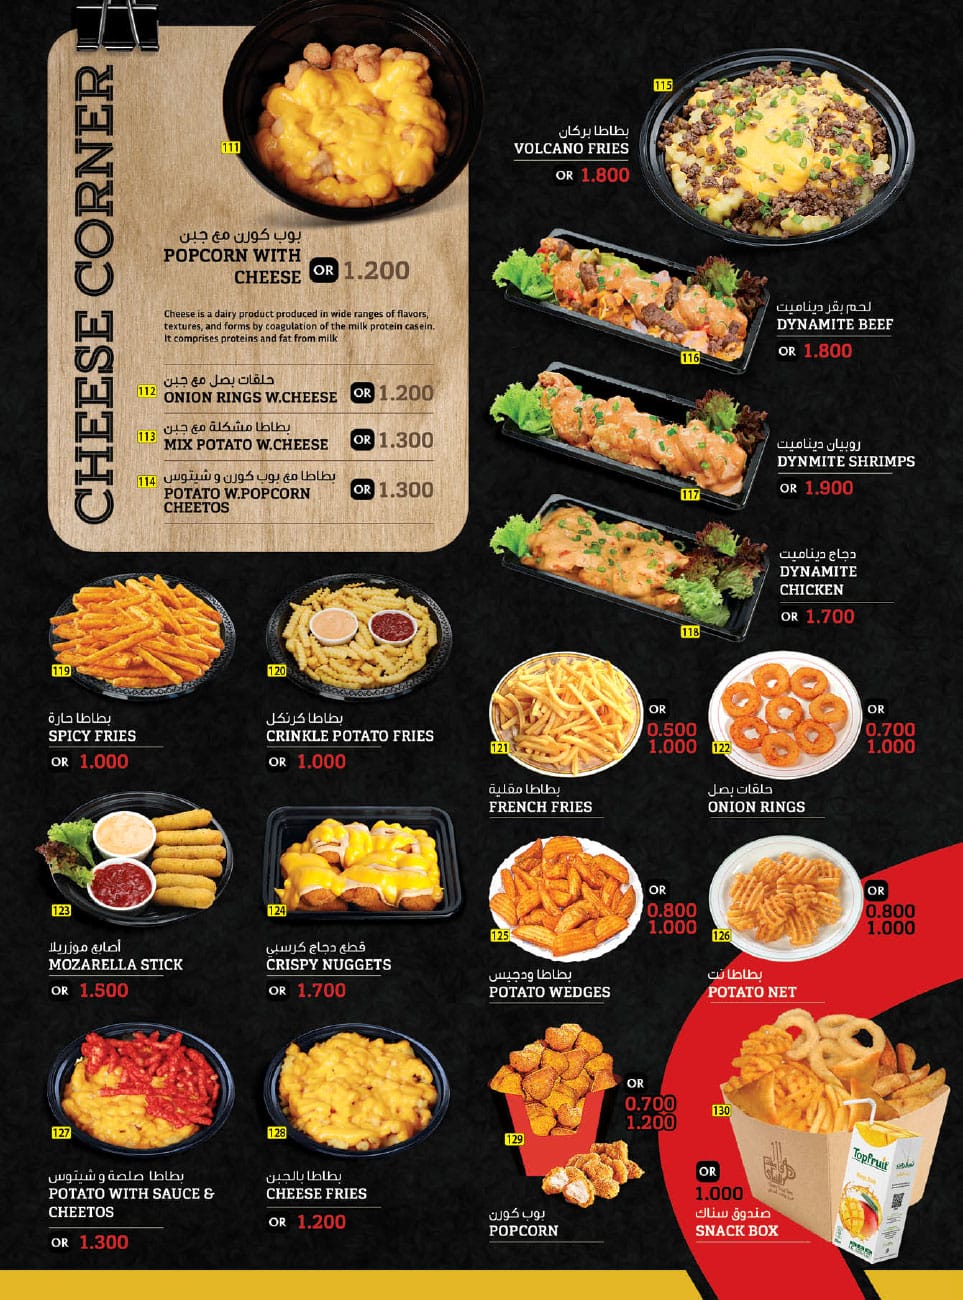 CHEESE CORNER
111
بوب كورن مع جبن
POPCORN WITH
CHEESE
OR 1.200
Cheese is a dairy product produced in wide ranges of flavors,
textures, and forms by coagulation of the milk protein casein.
It comprises proteins and fat from milk
112
حلقات بصل مع جبن
ONION RINGS W.CHEESE
OR 1.200
113
بطاطا مشكلة مع جبن
MIX POTATO W.CHEESE
OR 1.300
114
بطاطا مع بوب كورن و شيتوس
POTATO W.POPCORN
CHEETOS
OR 1.300
115
بطاطا بركان
VOLCANO FRIES
OR 1.800
116
لحم بقر ديناميت
DYNAMITE BEEF
OR 1.800
117
روبيان ديناميت
DYNMITE SHRIMPS
OR 1.900
118
دجاج ديناميت
DYNAMITE
CHICKEN
OR 1.700
119
بطاطا حارة
SPICY FRIES
OR 1.000
120
بطاطا كرنكل
CRINKLE POTATO FRIES
OR 1.000
121
OR
0.500
1.000
بطاطا مقلية
FRENCH FRIES
122
OR
0.700
1.000
حلقات بصل
ONION RINGS
123
أصابع موزريلا
MOZARELLA STICK
OR 1.500
124
قطع دجاج كرسبي
CRISPY NUGGETS
OR 1.700
125
OR
0.800
1.000
بطاطا ودجيس
POTATO WEDGES
126
OR
0.800
1.000
بطاطا نت
POTATO NET
127
بطاطا صلصة و شيتوس
POTATO WITH SAUCE &
CHEETOS
OR 1.300
128
بطاطا بالجبن
CHEESE FRIES
OR 1.200
129
OR
0.700
1.200
بوب كورن
POPCORN
130
OR
1.000
صندوق سناك
SNACK BOX
Topfruit